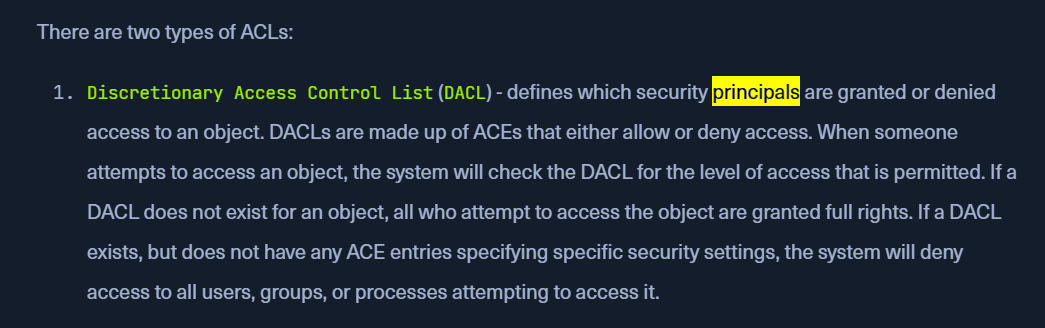 There are two types of ACLs:
1. Discretionary Access Control List (DACL) - defines which security principals are granted or denied
access to an object. DACLs are made up of ACEs that either allow or deny access. When someone
attempts to access an object, the system will check the DACL for the level of access that is permitted. If a
DACL does not exist for an object, all who attempt to access the object are granted full rights. If a DACL
exists, but does not have any ACE entries specifying specific security settings, the system will deny
access to all users, groups, or processes attempting to access it.